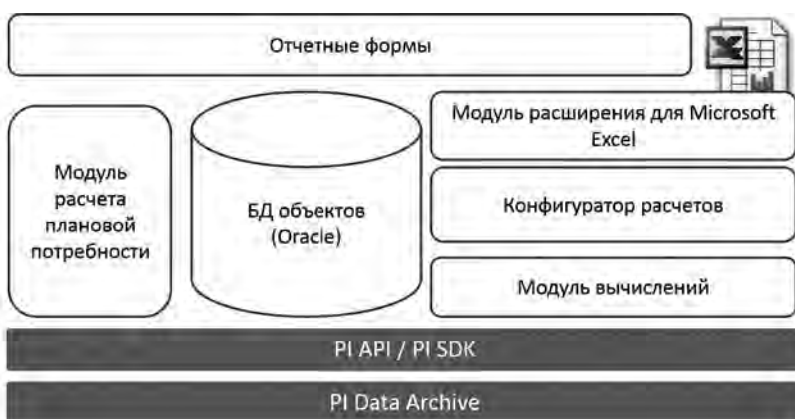 Отчетные формы
Модуль
расчета
плановой
потребности
БД объектов
(Oracle)
Модуль расширения для Microsoft
Excel
Конфигуратор расчетов
Модуль вычислений
PI API / PI SDK
PI Data Archive